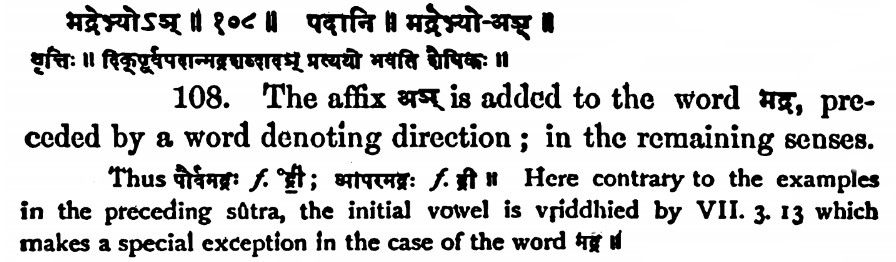 मद्रेभ्योऽञ् ॥ १०८ ॥ पदानि ॥ मद्रेभ्यो-अञ् ॥
वृत्तिः ॥ दिक्पूर्वपदान्मद्रशब्दादञ् प्रत्ययो भवति शैषिकः ॥
108. The affix अञ् is added to the word मद्र, pre-
ceded by a word denoting direction ; in the remaining senses.
Thus पौर्वमद्रः f. °द्री ; आपरमद्रः f. द्री ॥ Here contrary to the examples
in the preceding sûtra, the initial vowel is vṛiddhied by VII. 3. 13 which
makes a special exception in the case of the word मद्र ॥